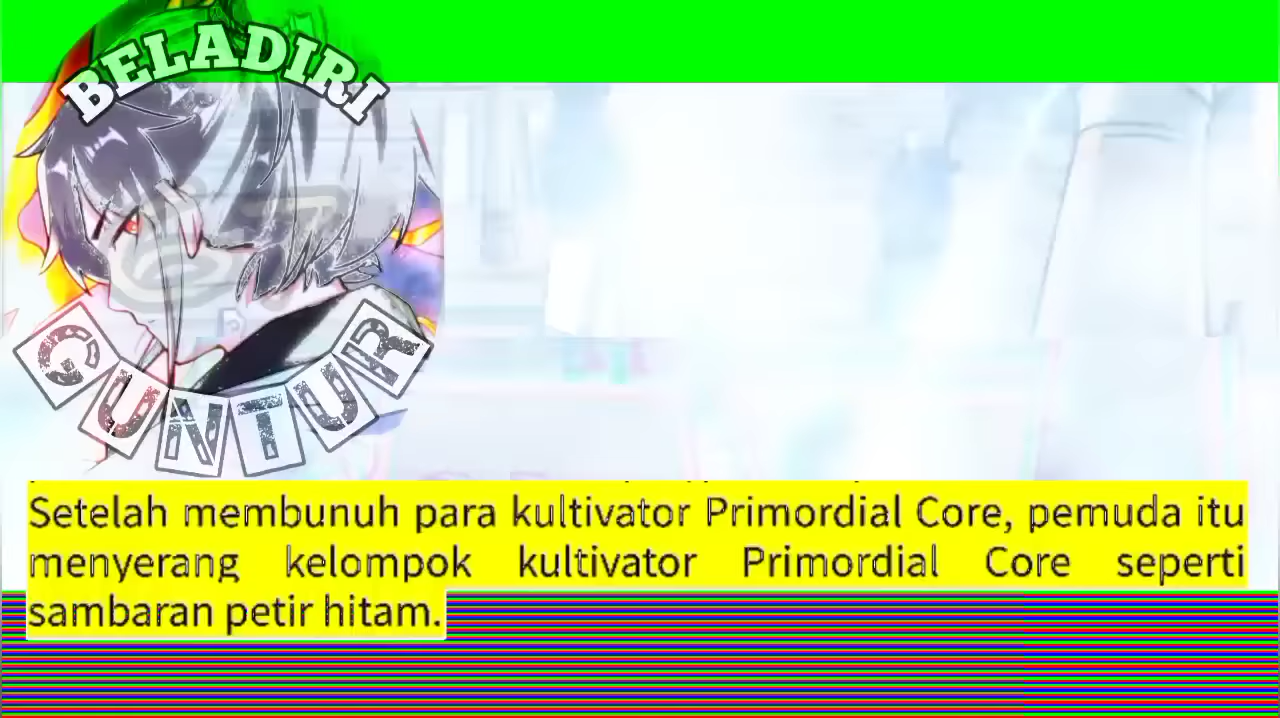 BELADIRI
GUNTUR
Setelah membunuh para kultivator Primordial Core, pemuda itu
menyerang kelompok kultivator Primordial Core seperti
sambaran petir hitam.